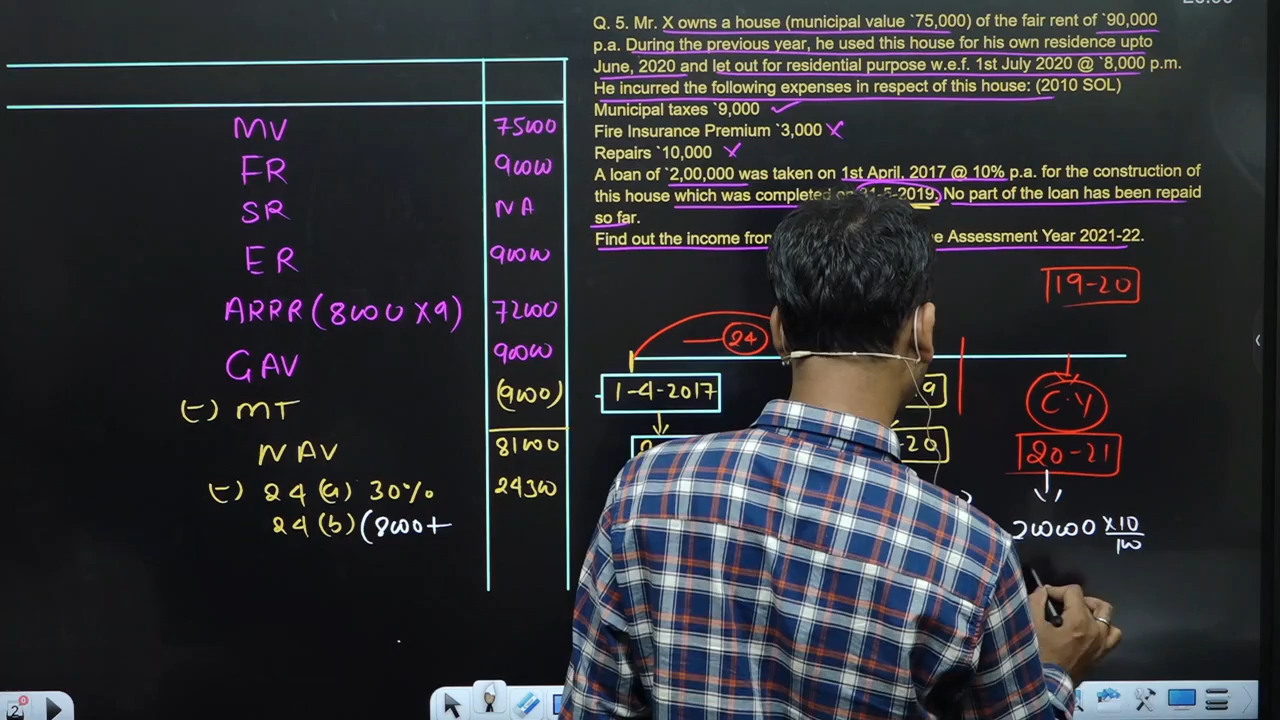 Q. 5. Mr. X owns a house (municipal value `75,000) of the fair rent of `90,000
p.a. During the previous year, he used this house for his own residence upto
June, 2020 and let out for residential purpose w.e.f. 1st July 2020 @ `8,000 p.m.
He incurred the following expenses in respect of this house: (2010 SOL)
Municipal taxes `9,000
Fire Insurance Premium `3,000
Repairs `10,000
A loan of `2,00,000 was taken on 1st April, 2017 @ 10% p.a. for the construction of
this house which was completed 2019. No part of the loan has been repaid
so far.
Find out the income Assessment Year 2021-22.
MV 75000
FR 90000
SR NA
ER 90000
ARRR (8000 X 9) 72000
GAV 90000
(-) MT (9000)
NAV 81000
(-) 24 (a) 30% 24300
24 (b) (8000+
19-20
24
1-4-2017
9
-20
C.Y
20-21
200000 X 10
100
2